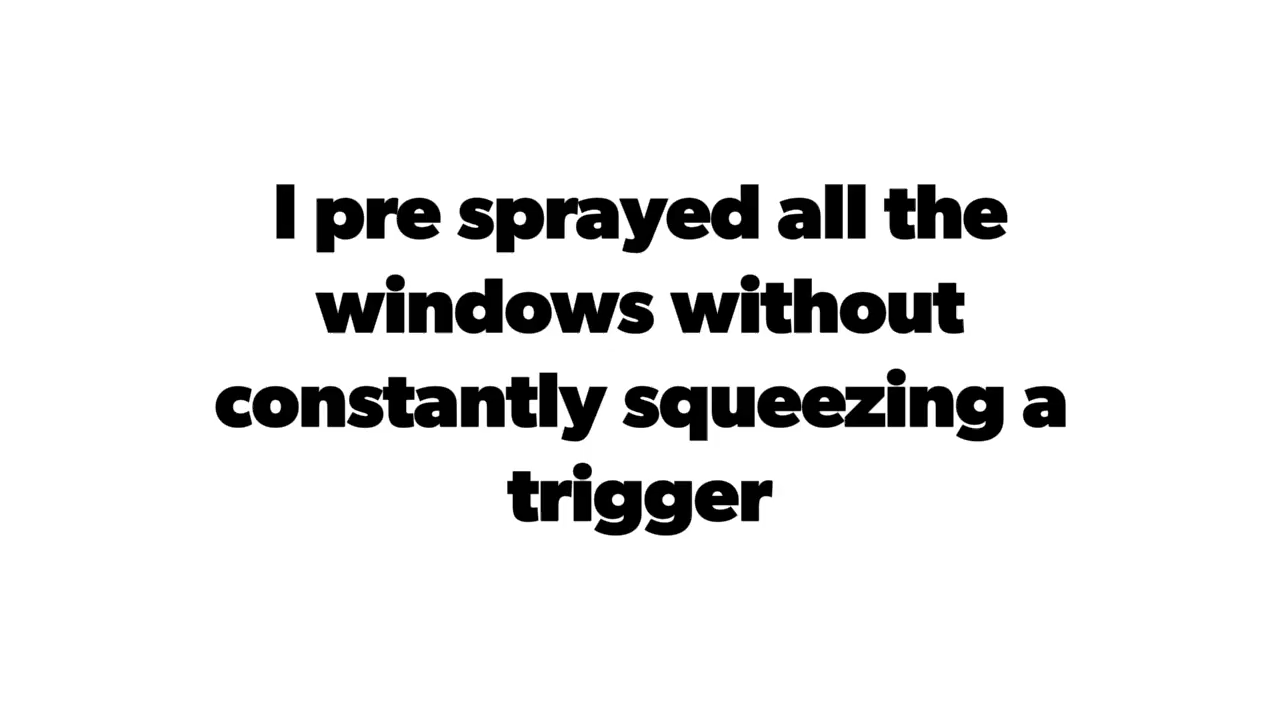 I pre sprayed all the
windows without
constantly squeezing a
trigger